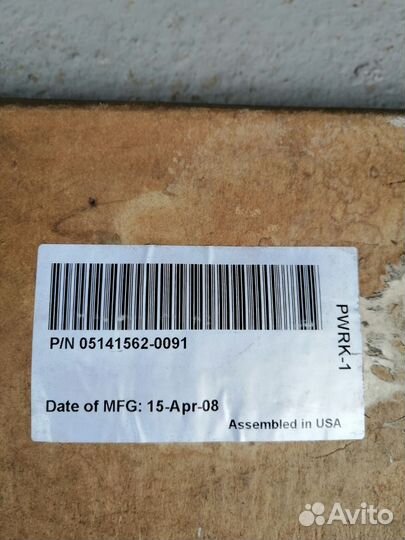 P/N 05141562-0091
PWRK-1
Date of MFG: 15-Apr-08
Assembled in USA
Avito